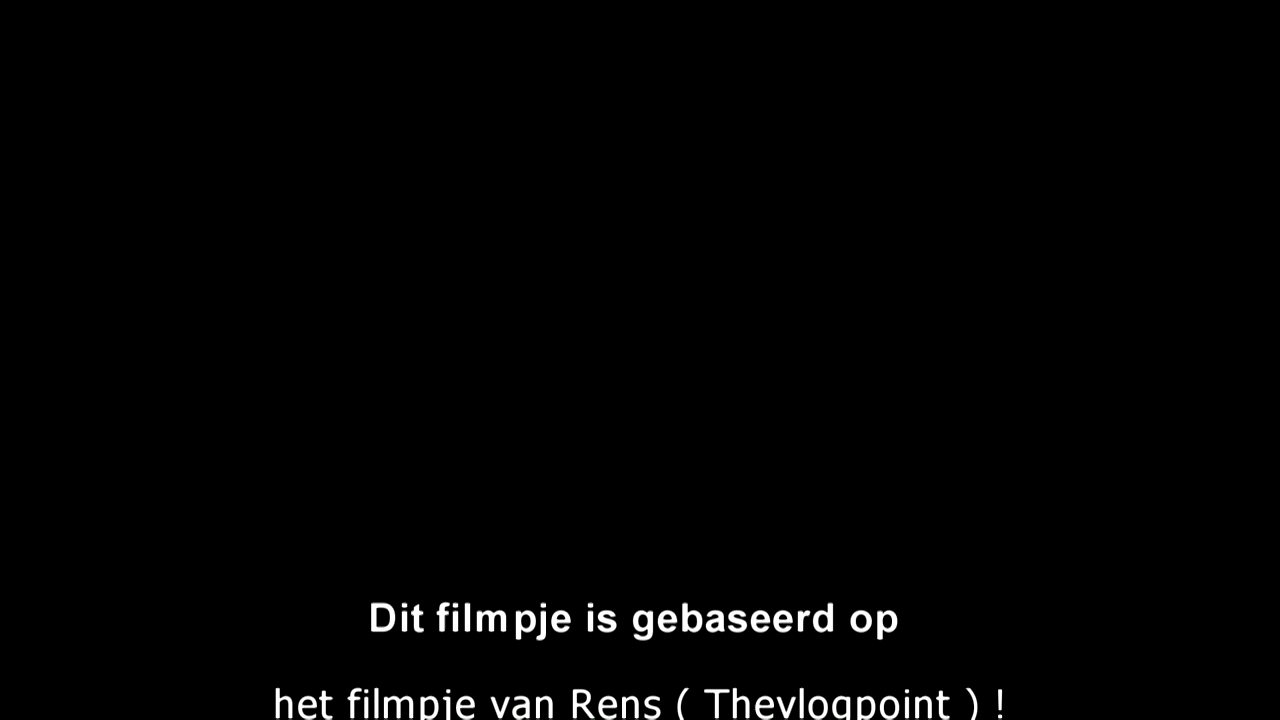 Dit filmpje is gebaseerd op
het filmpje van Rens ( Thevlogpoint ) !